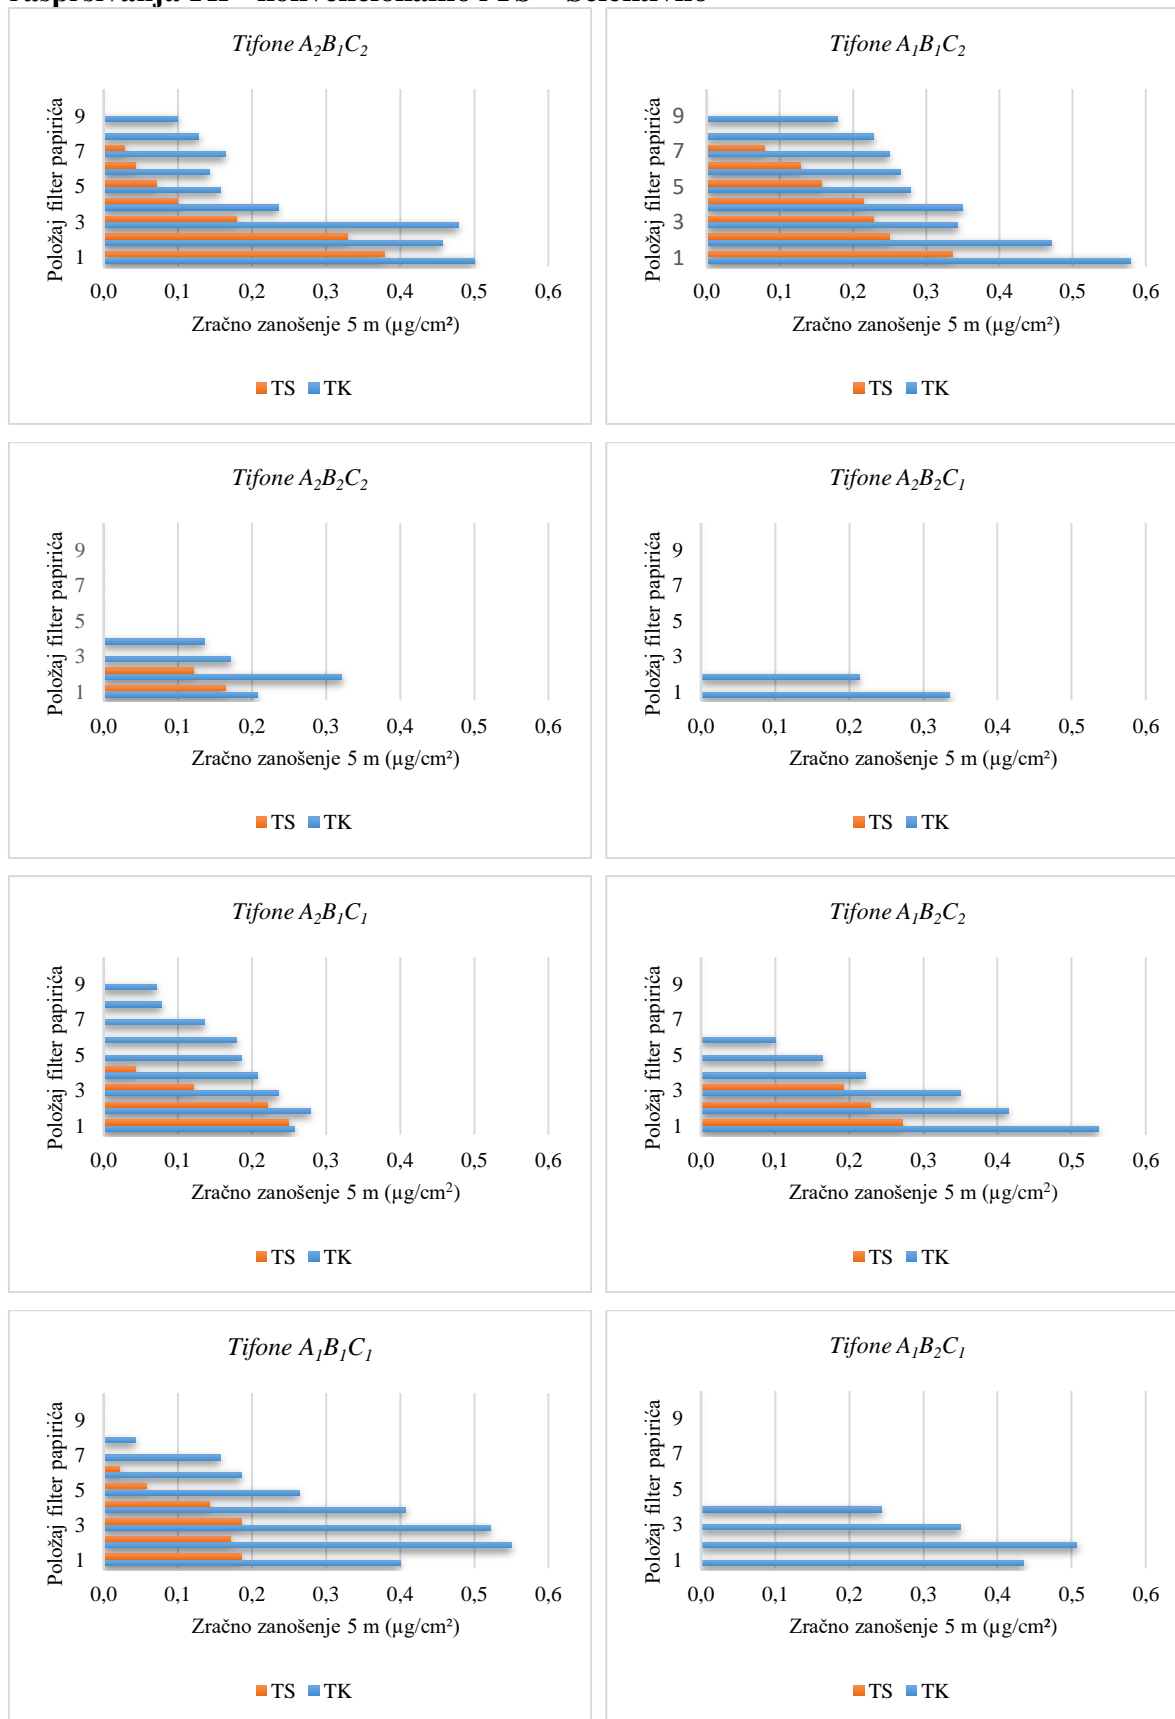 Tifone A₂B₁C₂
Položaj filter papirića
9
7
5
3
1
0,0 0,1 0,2 0,3 0,4 0,5 0,6
Zračno zanošenje 5 m (µg/cm²)
TS TK
Tifone A₁B₁C₂
Položaj filter papirića
9
7
5
3
1
0,0 0,1 0,2 0,3 0,4 0,5 0,6
Zračno zanošenje 5 m (µg/cm²)
TS TK
Tifone A₂B₂C₂
Položaj filter papirića
9
7
5
3
1
0,0 0,1 0,2 0,3 0,4 0,5 0,6
Zračno zanošenje 5 m (µg/cm²)
TS TK
Tifone A₂B₂C₁
Položaj filter papirića
9
7
5
3
1
0,0 0,1 0,2 0,3 0,4 0,5 0,6
Zračno zanošenje 5 m (µg/cm²)
TS TK
Tifone A₂B₁C₁
Položaj filter papirića
9
7
5
3
1
0,0 0,1 0,2 0,3 0,4 0,5 0,6
Zračno zanošenje 5 m (µg/cm²)
TS TK
Tifone A₁B₂C₂
Položaj filter papirića
9
7
5
3
1
0,0 0,1 0,2 0,3 0,4 0,5 0,6
Zračno zanošenje 5 m (µg/cm²)
TS TK
Tifone A₁B₁C₁
Položaj filter papirića
9
7
5
3
1
0,0 0,1 0,2 0,3 0,4 0,5 0,6
Zračno zanošenje 5 m (µg/cm²)
TS TK
Tifone A₁B₂C₁
Položaj filter papirića
9
7
5
3
1
0,0 0,1 0,2 0,3 0,4 0,5 0,6
Zračno zanošenje 5 m (µg/cm²)
TS TK